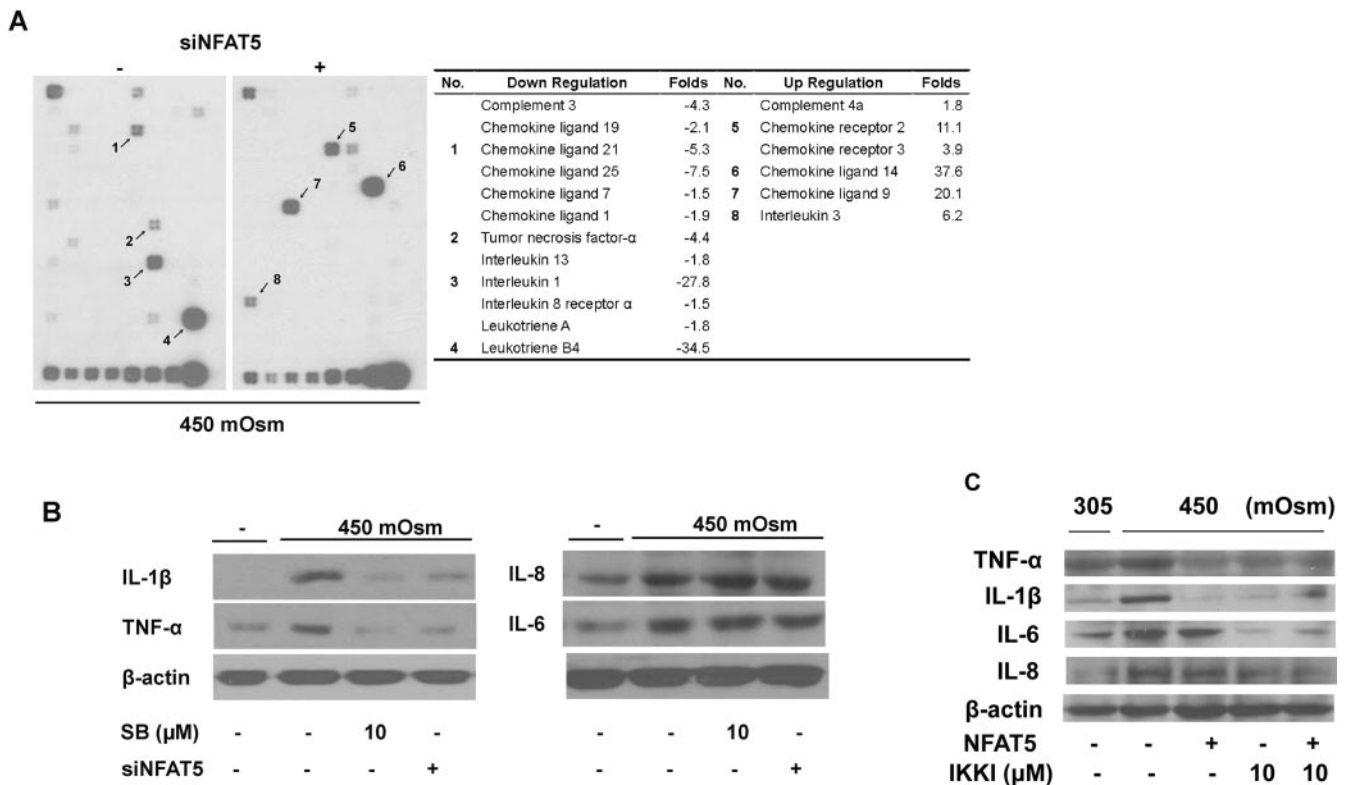 A
siNFAT5
- +
1
2
3
4
5
6
7
8
450 mOsm
No. Down Regulation Folds No. Up Regulation Folds
Complement 3 -4.3 Complement 4a 1.8
Chemokine ligand 19 -2.1 5 Chemokine receptor 2 11.1
1 Chemokine ligand 21 -5.3 Chemokine receptor 3 3.9
Chemokine ligand 25 -7.5 6 Chemokine ligand 14 37.6
Chemokine ligand 7 -1.5 7 Chemokine ligand 9 20.1
Chemokine ligand 1 -1.9 8 Interleukin 3 6.2
2 Tumor necrosis factor-α -4.4
Interleukin 13 -1.8
3 Interleukin 1 -27.8
Interleukin 8 receptor α -1.5
Leukotriene A -1.8
4 Leukotriene B4 -34.5
B
- 450 mOsm
IL-1β
TNF-α
β-actin
- 450 mOsm
IL-8
IL-6
SB (µM) - - 10 - - - 10 -
siNFAT5 - - - + - - - +
C
305 450 (mOsm)
TNF-α
IL-1β
IL-6
IL-8
β-actin
NFAT5 - - + - +
IKKI (µM) - - - 10 10